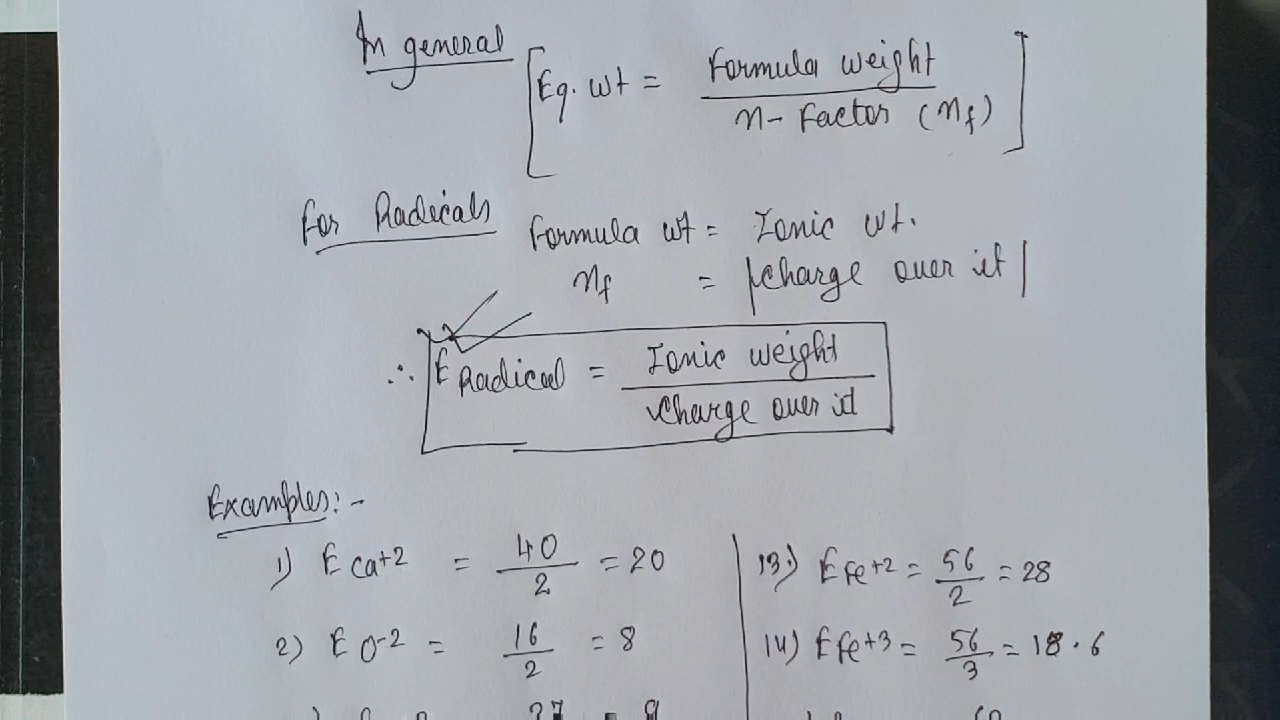 In general
[Eq. wt = Formula weight / n- Factor (nf)]
For Radicals
Formula wt = Ionic wt.
nf = |charge over it|
∴ E Radical = Ionic weight / Charge over it
Examples:-
1) E ca+2 = 40/2 = 20
2) E O-2 = 16/2 = 8
27 = 9
13.) E Fe+2 = 56/2 = 28
14) E Fe+3 = 56/3 = 18.6